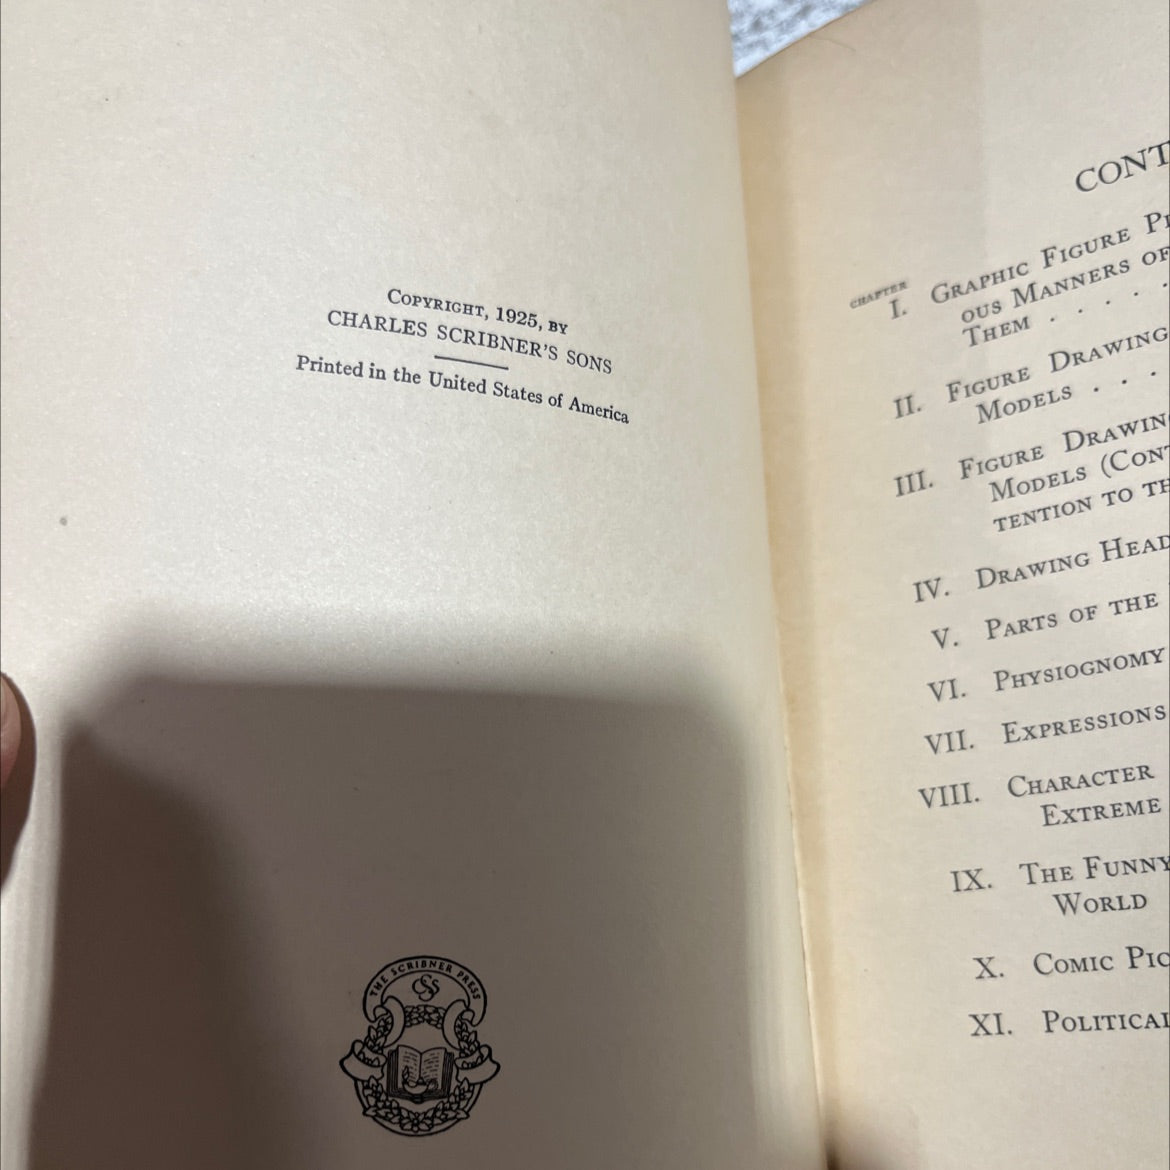 COPYRIGHT, 1925, BY
CHARLES SCRIBNER'S SONS
Printed in the United States of America
THE SCRIBNER PRESS
CSS
CHAPTER
I. GRAPHIC FIGURE
OUS MANNERS OF
THEM . . . .
II. FIGURE DRAWING
MODELS . . .
III. FIGURE DRAWIN
MODELS (CON
TENTION TO TH
IV. DRAWING HEAD
V. PARTS OF THE
VI. PHYSIOGNOMY
VII. EXPRESSIONS
VIII. CHARACTER
EXTREME
IX. THE FUNNY
WORLD
X. COMIC PIC
XI. POLITICAL